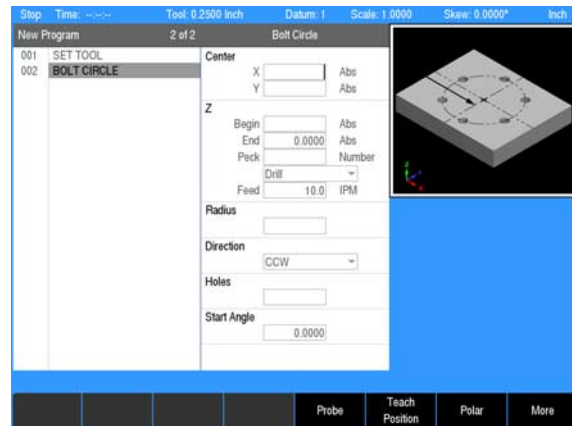 Stop Time: --:--:-- Tool: 0.2500 Inch Datum: 1 Scale: 1.0000 Skew: 0.0000° Inch
New Program 2 of 2 Bolt Circle
001 SET TOOL
002 BOLT CIRCLE
Center
X Abs
Y Abs
Z
Begin Abs
End 0.0000 Abs
Peck Number
Drill
Feed 10.0 IPM
Radius
Direction
CCW
Holes
Start Angle
0.0000
Probe Teach Position Polar More